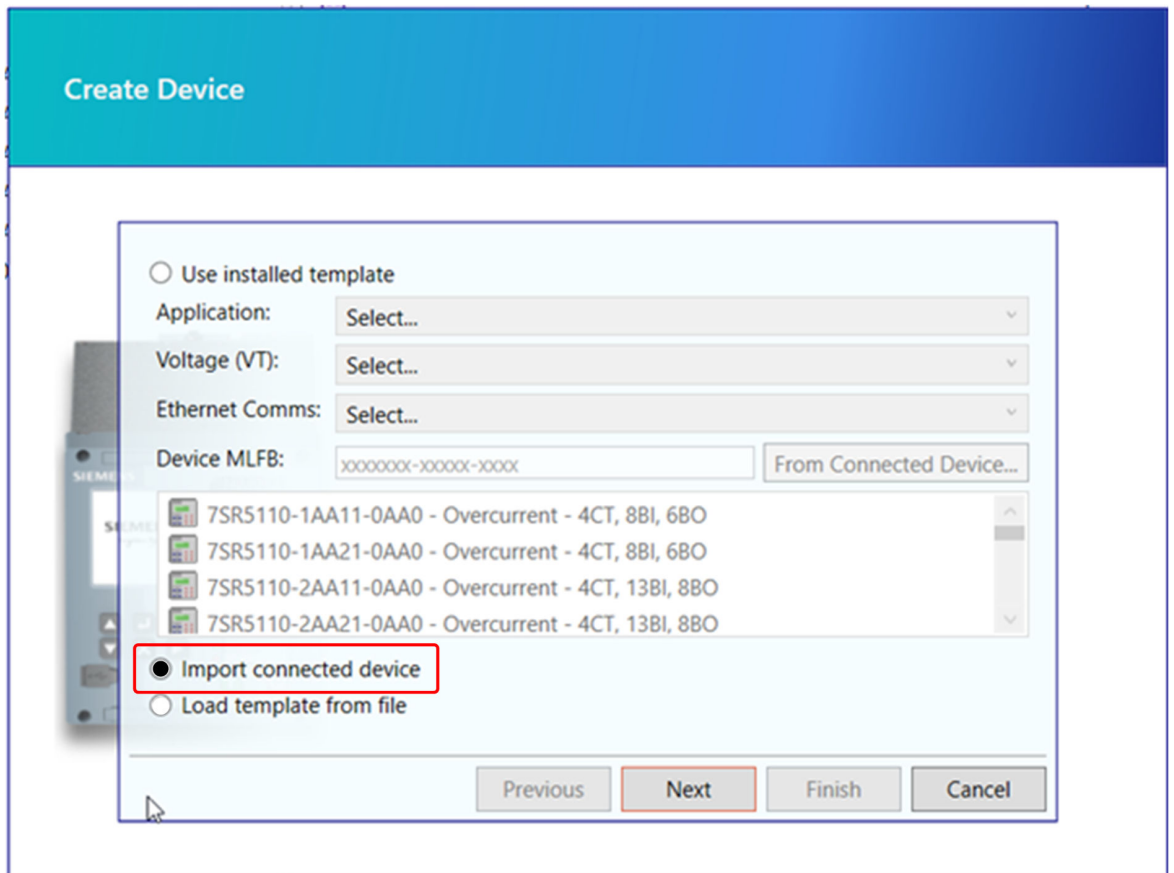 Create Device
Use installed template
Application:
Select...
Voltage (VT):
Select...
Ethernet Comms:
Select...
Device MLFB:
xxxxxxx-xxxxx-xxxx
From Connected Device...
SIEMENS
7SR5110-1AA11-0AA0 - Overcurrent - 4CT, 8BI, 6BO
7SR5110-1AA21-0AA0 - Overcurrent - 4CT, 8BI, 6BO
7SR5110-2AA11-0AA0 - Overcurrent - 4CT, 13BI, 8BO
7SR5110-2AA21-0AA0 - Overcurrent - 4CT, 13BI, 8BO
Import connected device
Load template from file
Previous
Next
Finish
Cancel